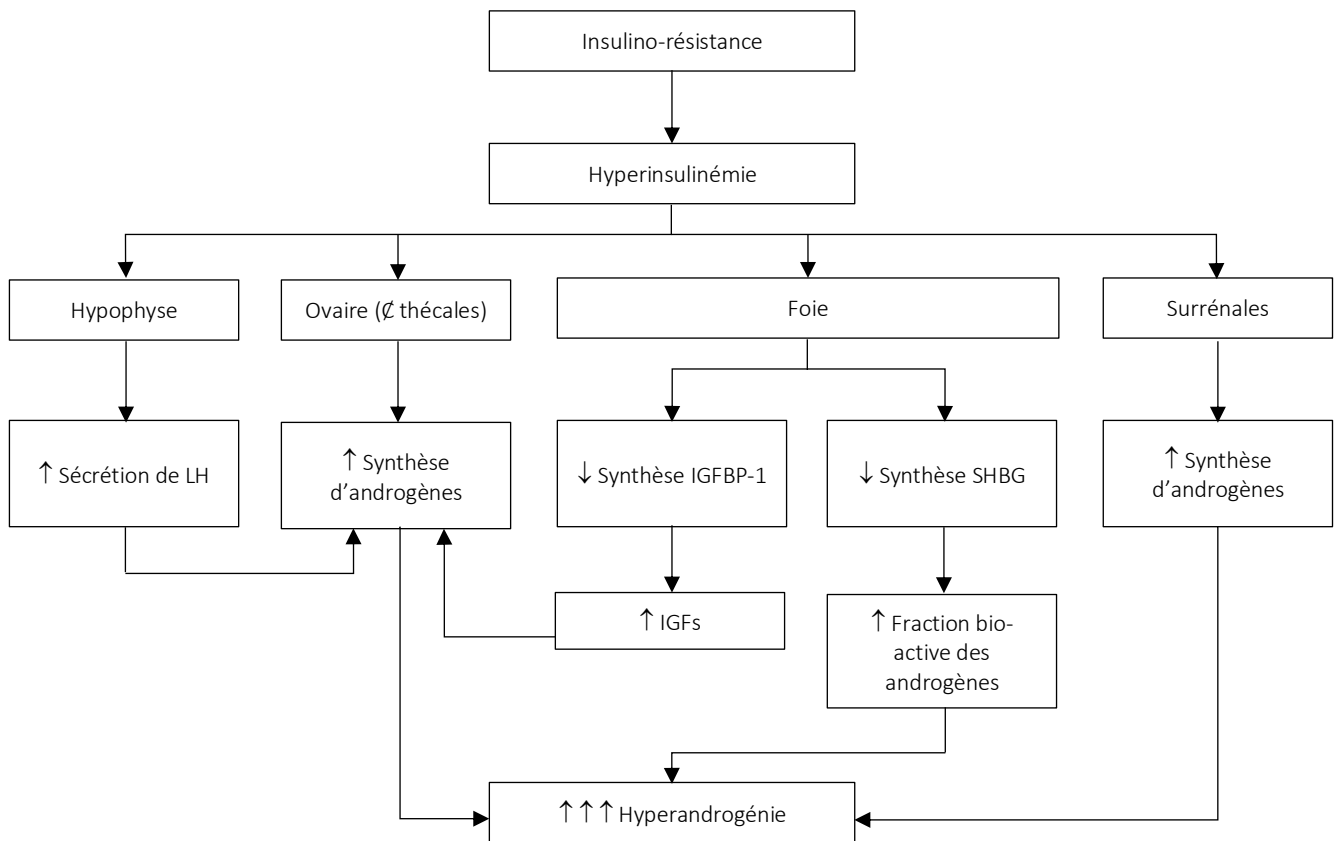 Insulino-résistance
Hyperinsulinémie
Hypophyse
Ovaire (₵ thécales)
Foie
Surrénales
↑ Sécrétion de LH
↑ Synthèse
d’androgènes
↓ Synthèse IGFBP-1
↓ Synthèse SHBG
↑ Synthèse
d’androgènes
↑ IGFs
↑ Fraction bio-
active des
androgènes
↑↑↑ Hyperandrogénie